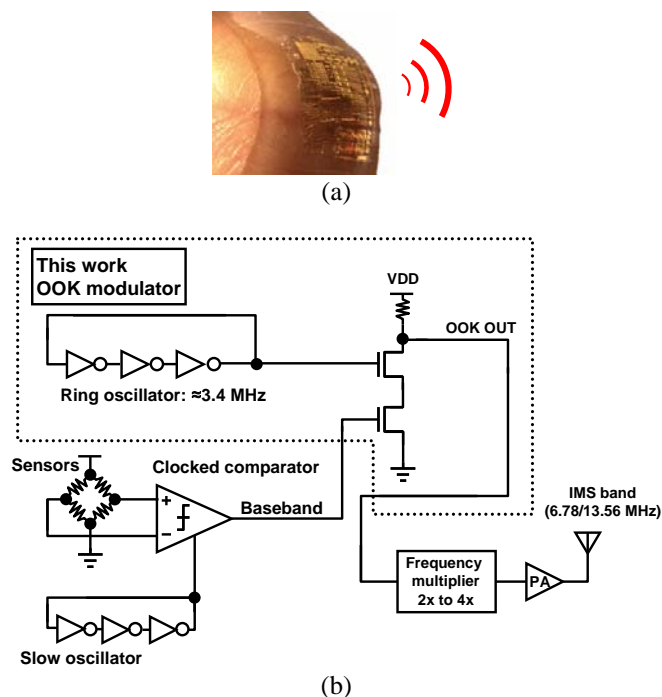 (a)
This work
OOK modulator
VDD
OOK OUT
Ring oscillator: ≈3.4 MHz
Sensors
Clocked comparator
+
−
Baseband
IMS band
(6.78/13.56 MHz)
Frequency
multiplier
2x to 4x
PA
Slow oscillator
(b)